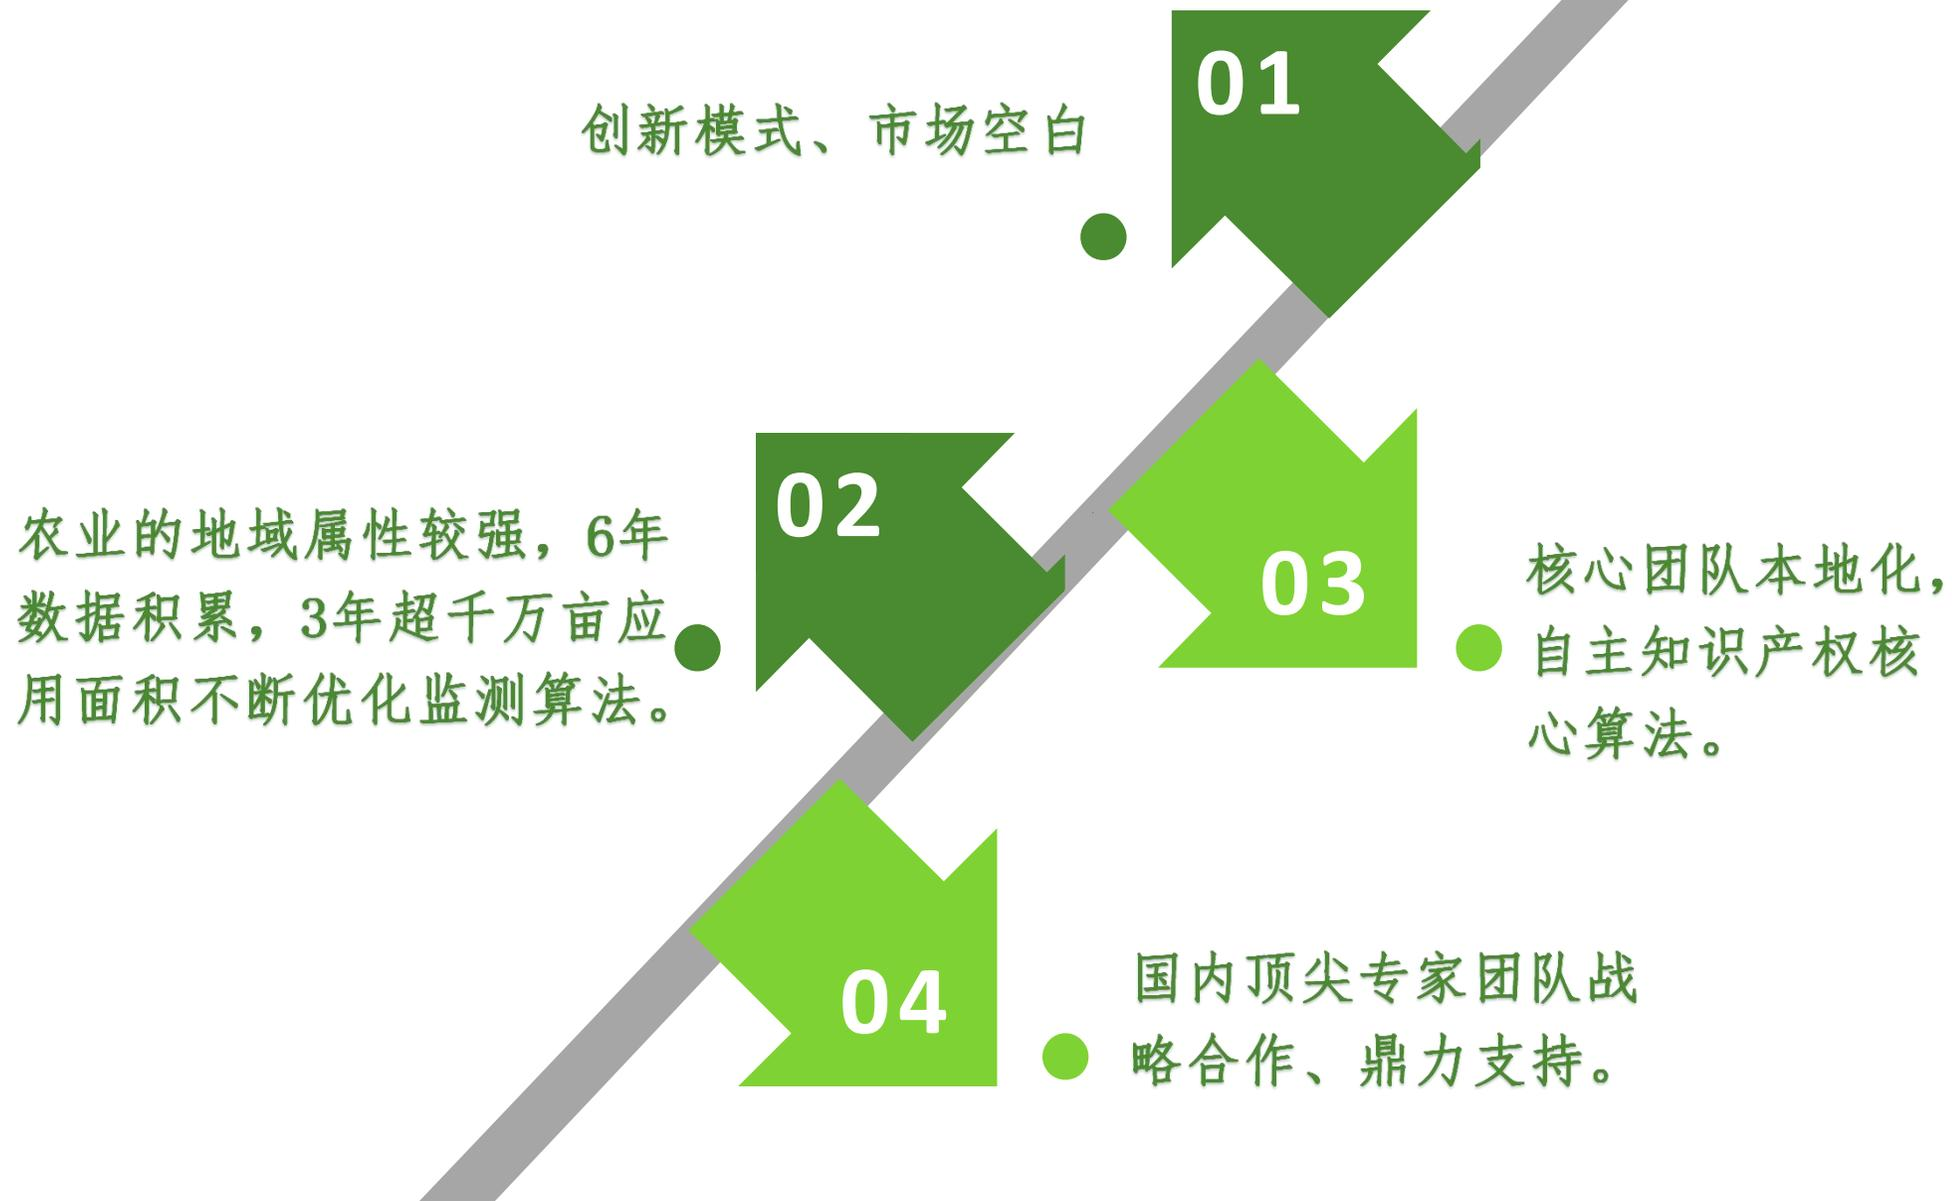 01
创新模式、市场空白
02
农业的地域属性较强，6年
数据积累，3年超千万亩应
用面积不断优化监测算法。
03
核心团队本地化，
自主知识产权核
心算法。
04
国内顶尖专家团队战
略合作、鼎力支持。